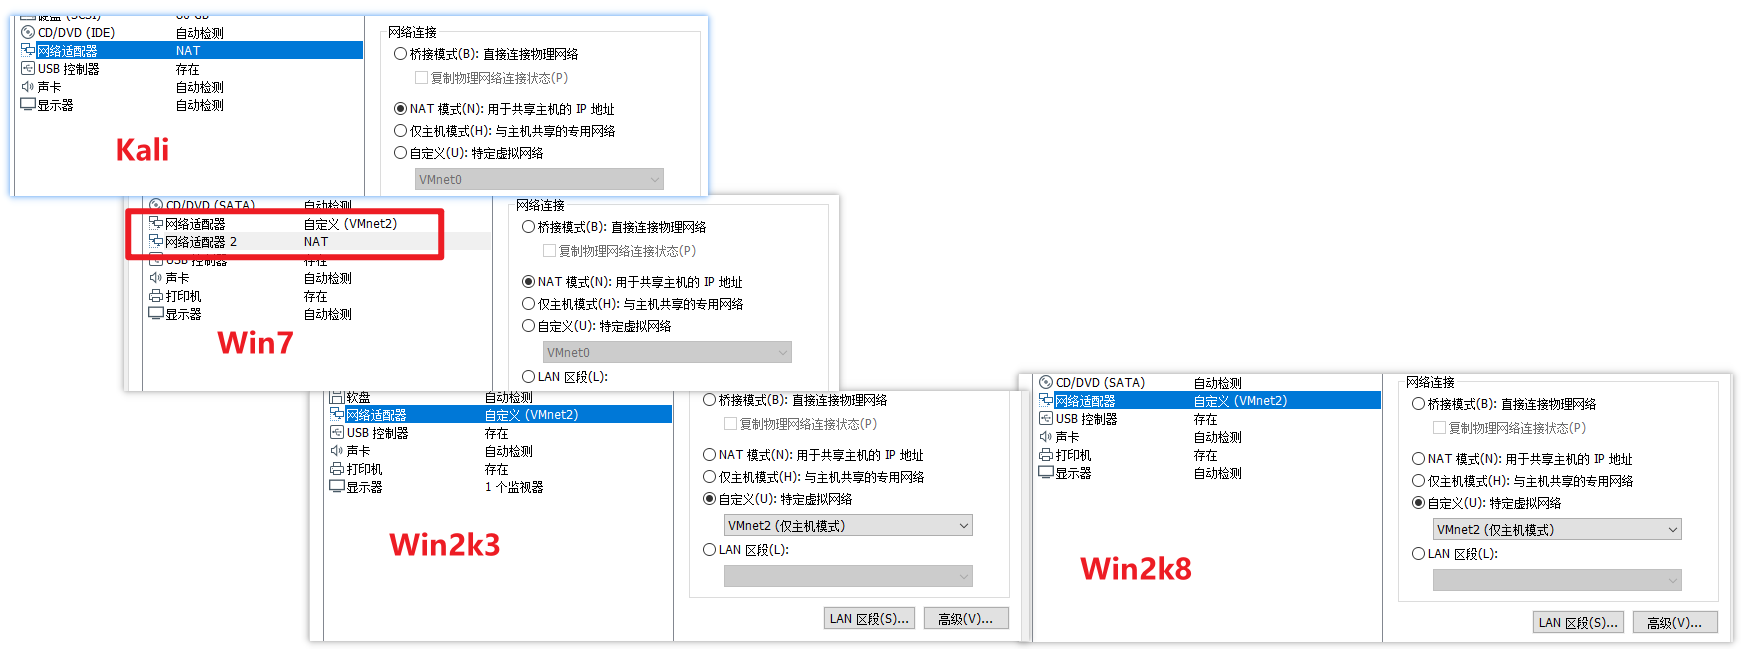 硬盘 (SCSI) 80 GB
CD/DVD (IDE) 自动检测
网络适配器 NAT
USB 控制器 存在
声卡 自动检测
显示器 自动检测
Kali
网络连接
桥接模式(B): 直接连接物理网络
复制物理网络连接状态(P)
NAT 模式(N): 用于共享主机的 IP 地址
仅主机模式(H): 与主机共享的专用网络
自定义(U): 特定虚拟网络
VMnet0
CD/DVD (SATA) 自动检测
网络适配器 自定义 (VMnet2)
网络适配器 2 NAT
USB 控制器 存在
声卡 自动检测
打印机 存在
显示器 自动检测
Win7
网络连接
桥接模式(B): 直接连接物理网络
复制物理网络连接状态(P)
NAT 模式(N): 用于共享主机的 IP 地址
仅主机模式(H): 与主机共享的专用网络
自定义(U): 特定虚拟网络
VMnet0
LAN 区段(L):
软盘 自动检测
网络适配器 自定义 (VMnet2)
USB 控制器 存在
声卡 自动检测
打印机 存在
显示器 1 个监视器
Win2k3
桥接模式(B): 直接连接物理网络
复制物理网络连接状态(P)
NAT 模式(N): 用于共享主机的 IP 地址
仅主机模式(H): 与主机共享的专用网络
自定义(U): 特定虚拟网络
VMnet2 (仅主机模式)
LAN 区段(L):
LAN 区段(S)... 高级(V)...
CD/DVD (SATA) 自动检测
网络适配器 自定义 (VMnet2)
USB 控制器 存在
声卡 自动检测
打印机 存在
显示器 自动检测
Win2k8
网络连接
桥接模式(B): 直接连接物理网络
复制物理网络连接状态(P)
NAT 模式(N): 用于共享主机的 IP 地址
仅主机模式(H): 与主机共享的专用网络
自定义(U): 特定虚拟网络
VMnet2 (仅主机模式)
LAN 区段(L):
LAN 区段(S)... 高级(V)...